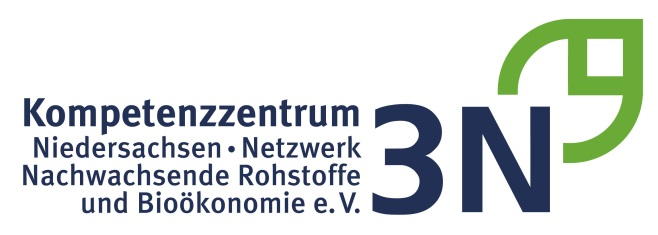 Kompetenzzentrum
Niedersachsen • Netzwerk
Nachwachsende Rohstoffe
und Bioökonomie e. V.
3N